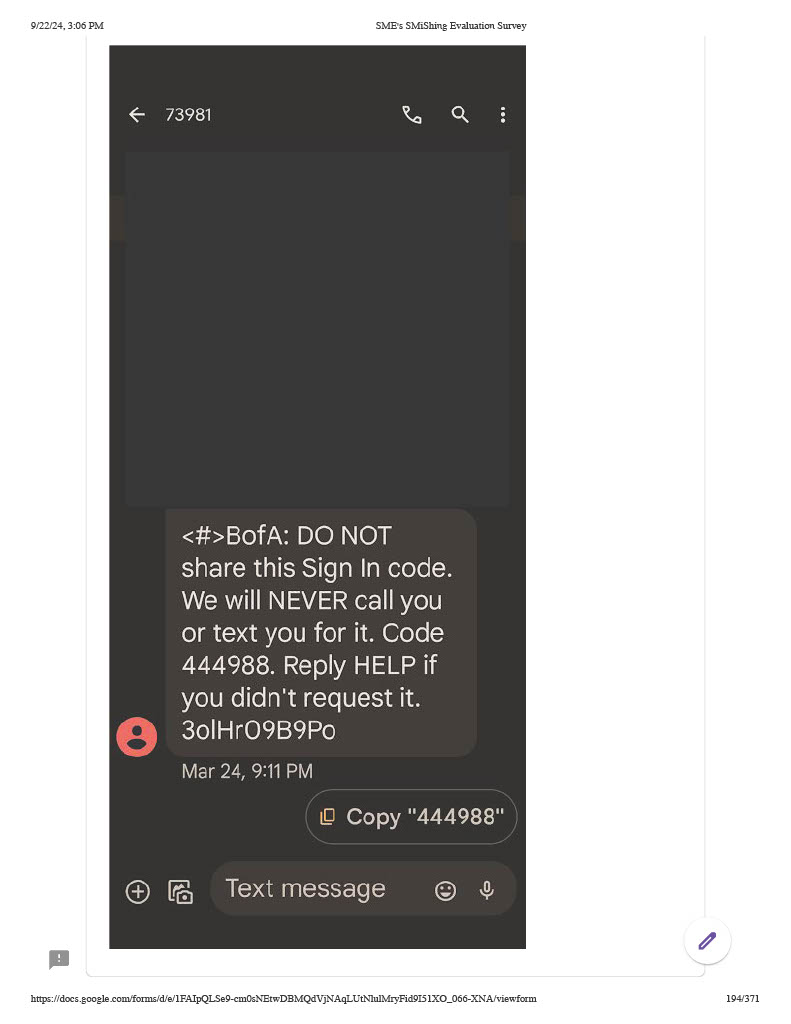 9/22/24, 3:06 PM
SME's SMiShing Evaluation Survey
73981
<#>BofA: DO NOT
share this Sign In code.
We will NEVER call you
or text you for it. Code
444988. Reply HELP if
you didn't request it.
3olHrO9B9Po
Mar 24, 9:11 PM
Copy "444988"
Text message
https://docs.google.com/forms/d/e/1FAIpQLSe9-cm0sNEtwDBMQdVjNAqLUtNlulMryFid9I51XO_066-XNA/viewform
194/371